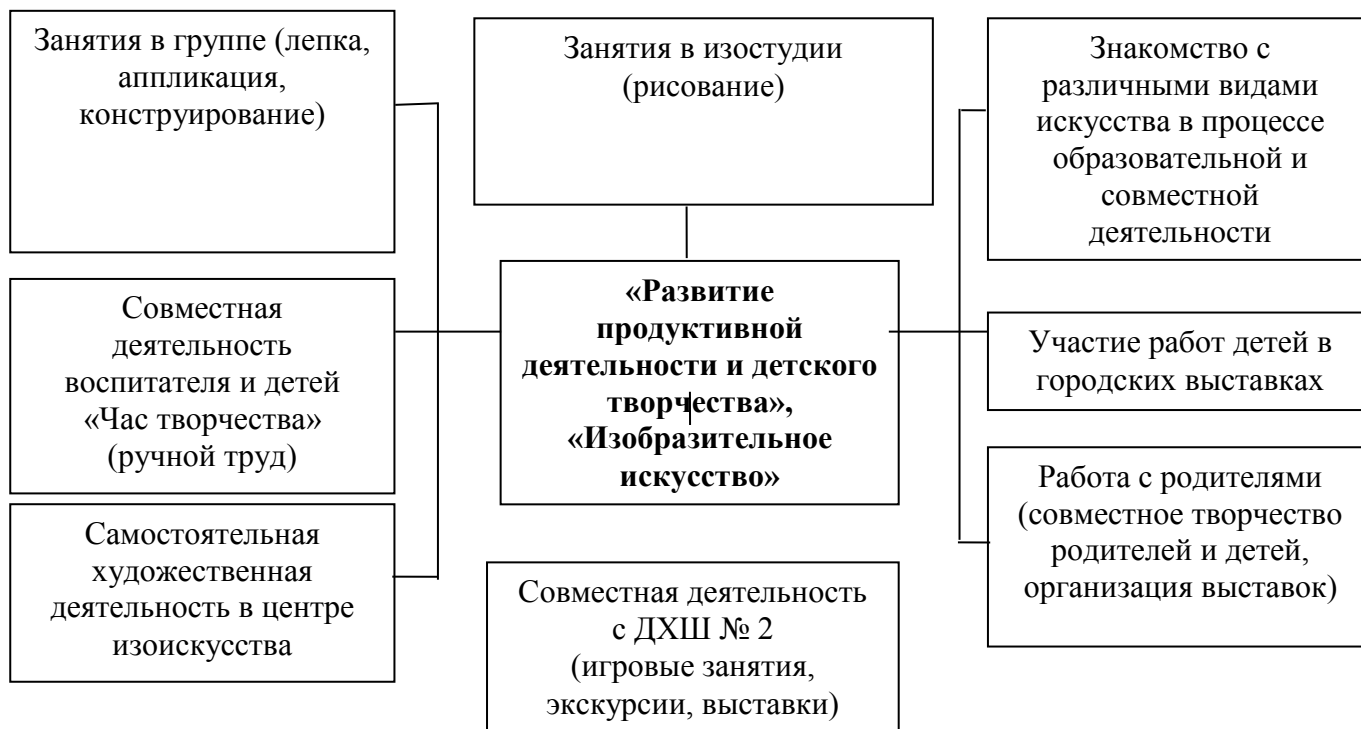 Занятия в группе (лепка,
аппликация,
конструирование)
Занятия в изостудии
(рисование)
Знакомство с
различными видами
искусства в процессе
образовательной и
совместной
деятельности
Совместная
деятельность
воспитателя и детей
«Час творчества»
(ручной труд)
«Развитие
продуктивной
деятельности и детского
творчества»,
«Изобразительное
искусство»
Участие работ детей в
городских выставках
Самостоятельная
художественная
деятельность в центре
изоискусства
Совместная деятельность
с ДХШ № 2
(игровые занятия,
экскурсии, выставки)
Работа с родителями
(совместное творчество
родителей и детей,
организация выставок)